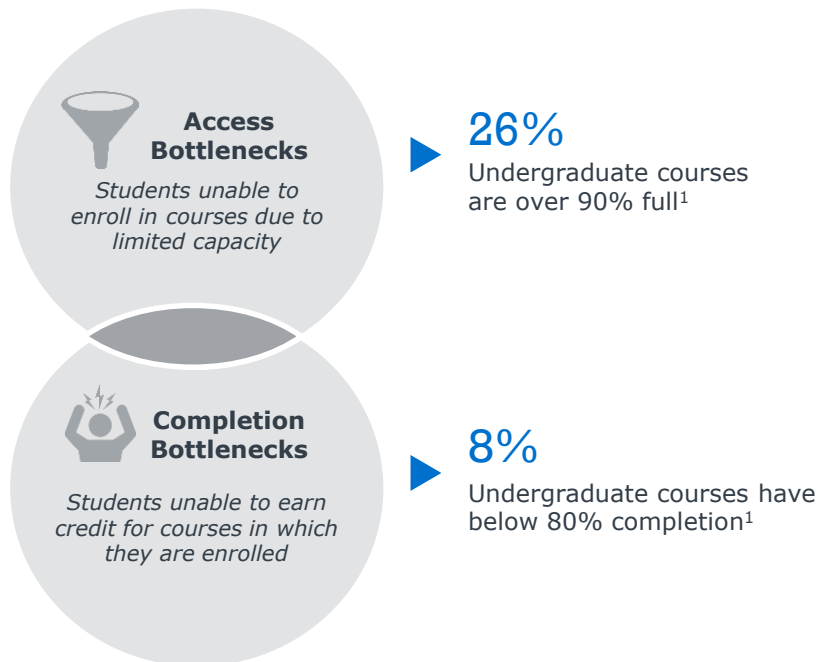 Access
Bottlenecks
Students unable to
enroll in courses due to
limited capacity
26%
Undergraduate courses
are over 90% full¹
Completion
Bottlenecks
Students unable to earn
credit for courses in which
they are enrolled
8%
Undergraduate courses have
below 80% completion¹